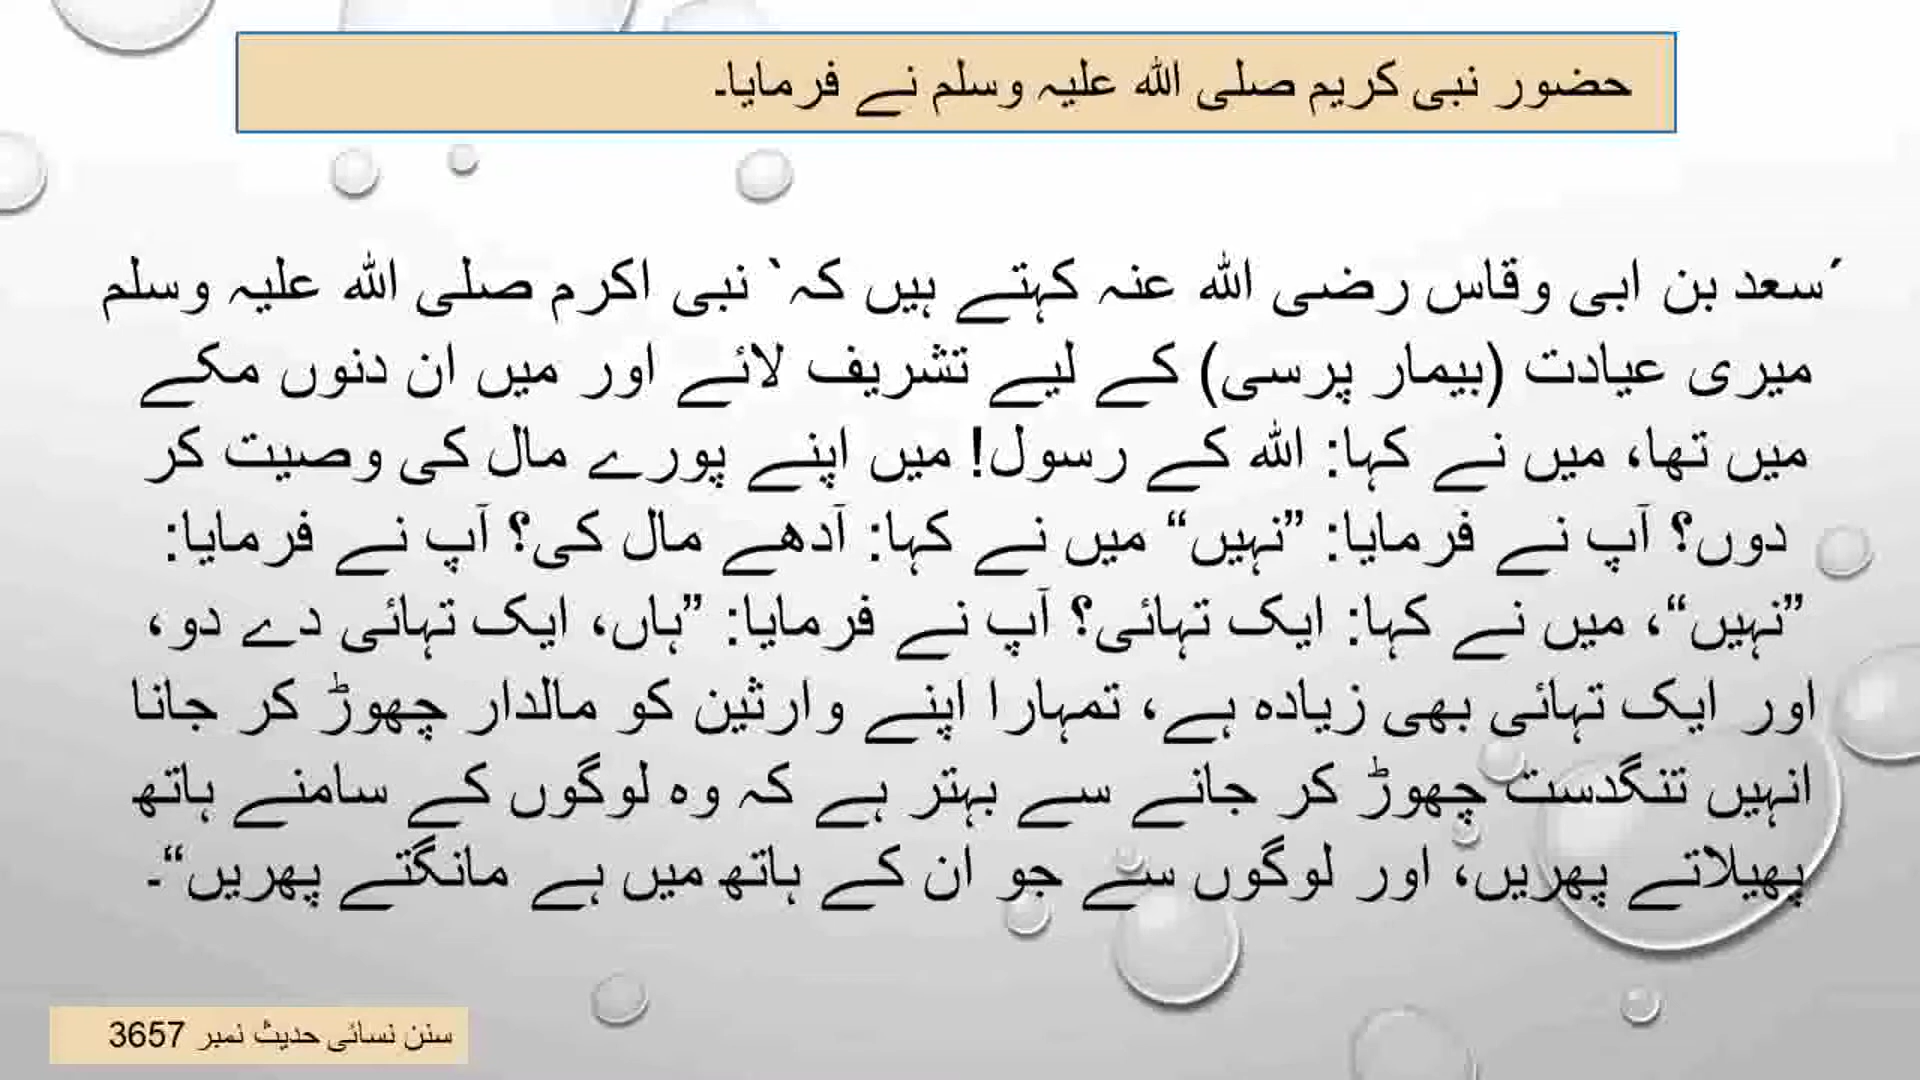 حضور نبی کریم صلی اللہ علیہ وسلم نے فرمایا۔
´سعد بن ابی وقاس رضی اللہ عنہ کہتے ہیں کہ` نبی اکرم صلی اللہ علیہ وسلم
میری عیادت (بیمار پرسی) کے لیے تشریف لائے اور میں ان دنوں مکے
میں تھا، میں نے کہا: اللہ کے رسول! میں اپنے پورے مال کی وصیت کر
دوں؟ آپ نے فرمایا: ”نہیں“ میں نے کہا: آدھے مال کی؟ آپ نے فرمایا:
”نہیں“، میں نے کہا: ایک تہائی؟ آپ نے فرمایا: ”ہاں، ایک تہائی دے دو،
اور ایک تہائی بھی زیادہ ہے، تمہارا اپنے وارثین کو مالدار چھوڑ کر جانا
انہیں تنگدست چھوڑ کر جانے سے بہتر ہے کہ وہ لوگوں کے سامنے ہاتھ
پھیلاتے پھریں، اور لوگوں سے جو ان کے ہاتھ میں ہے مانگتے پھریں“۔
سنن نسائی حدیث نمبر 3657